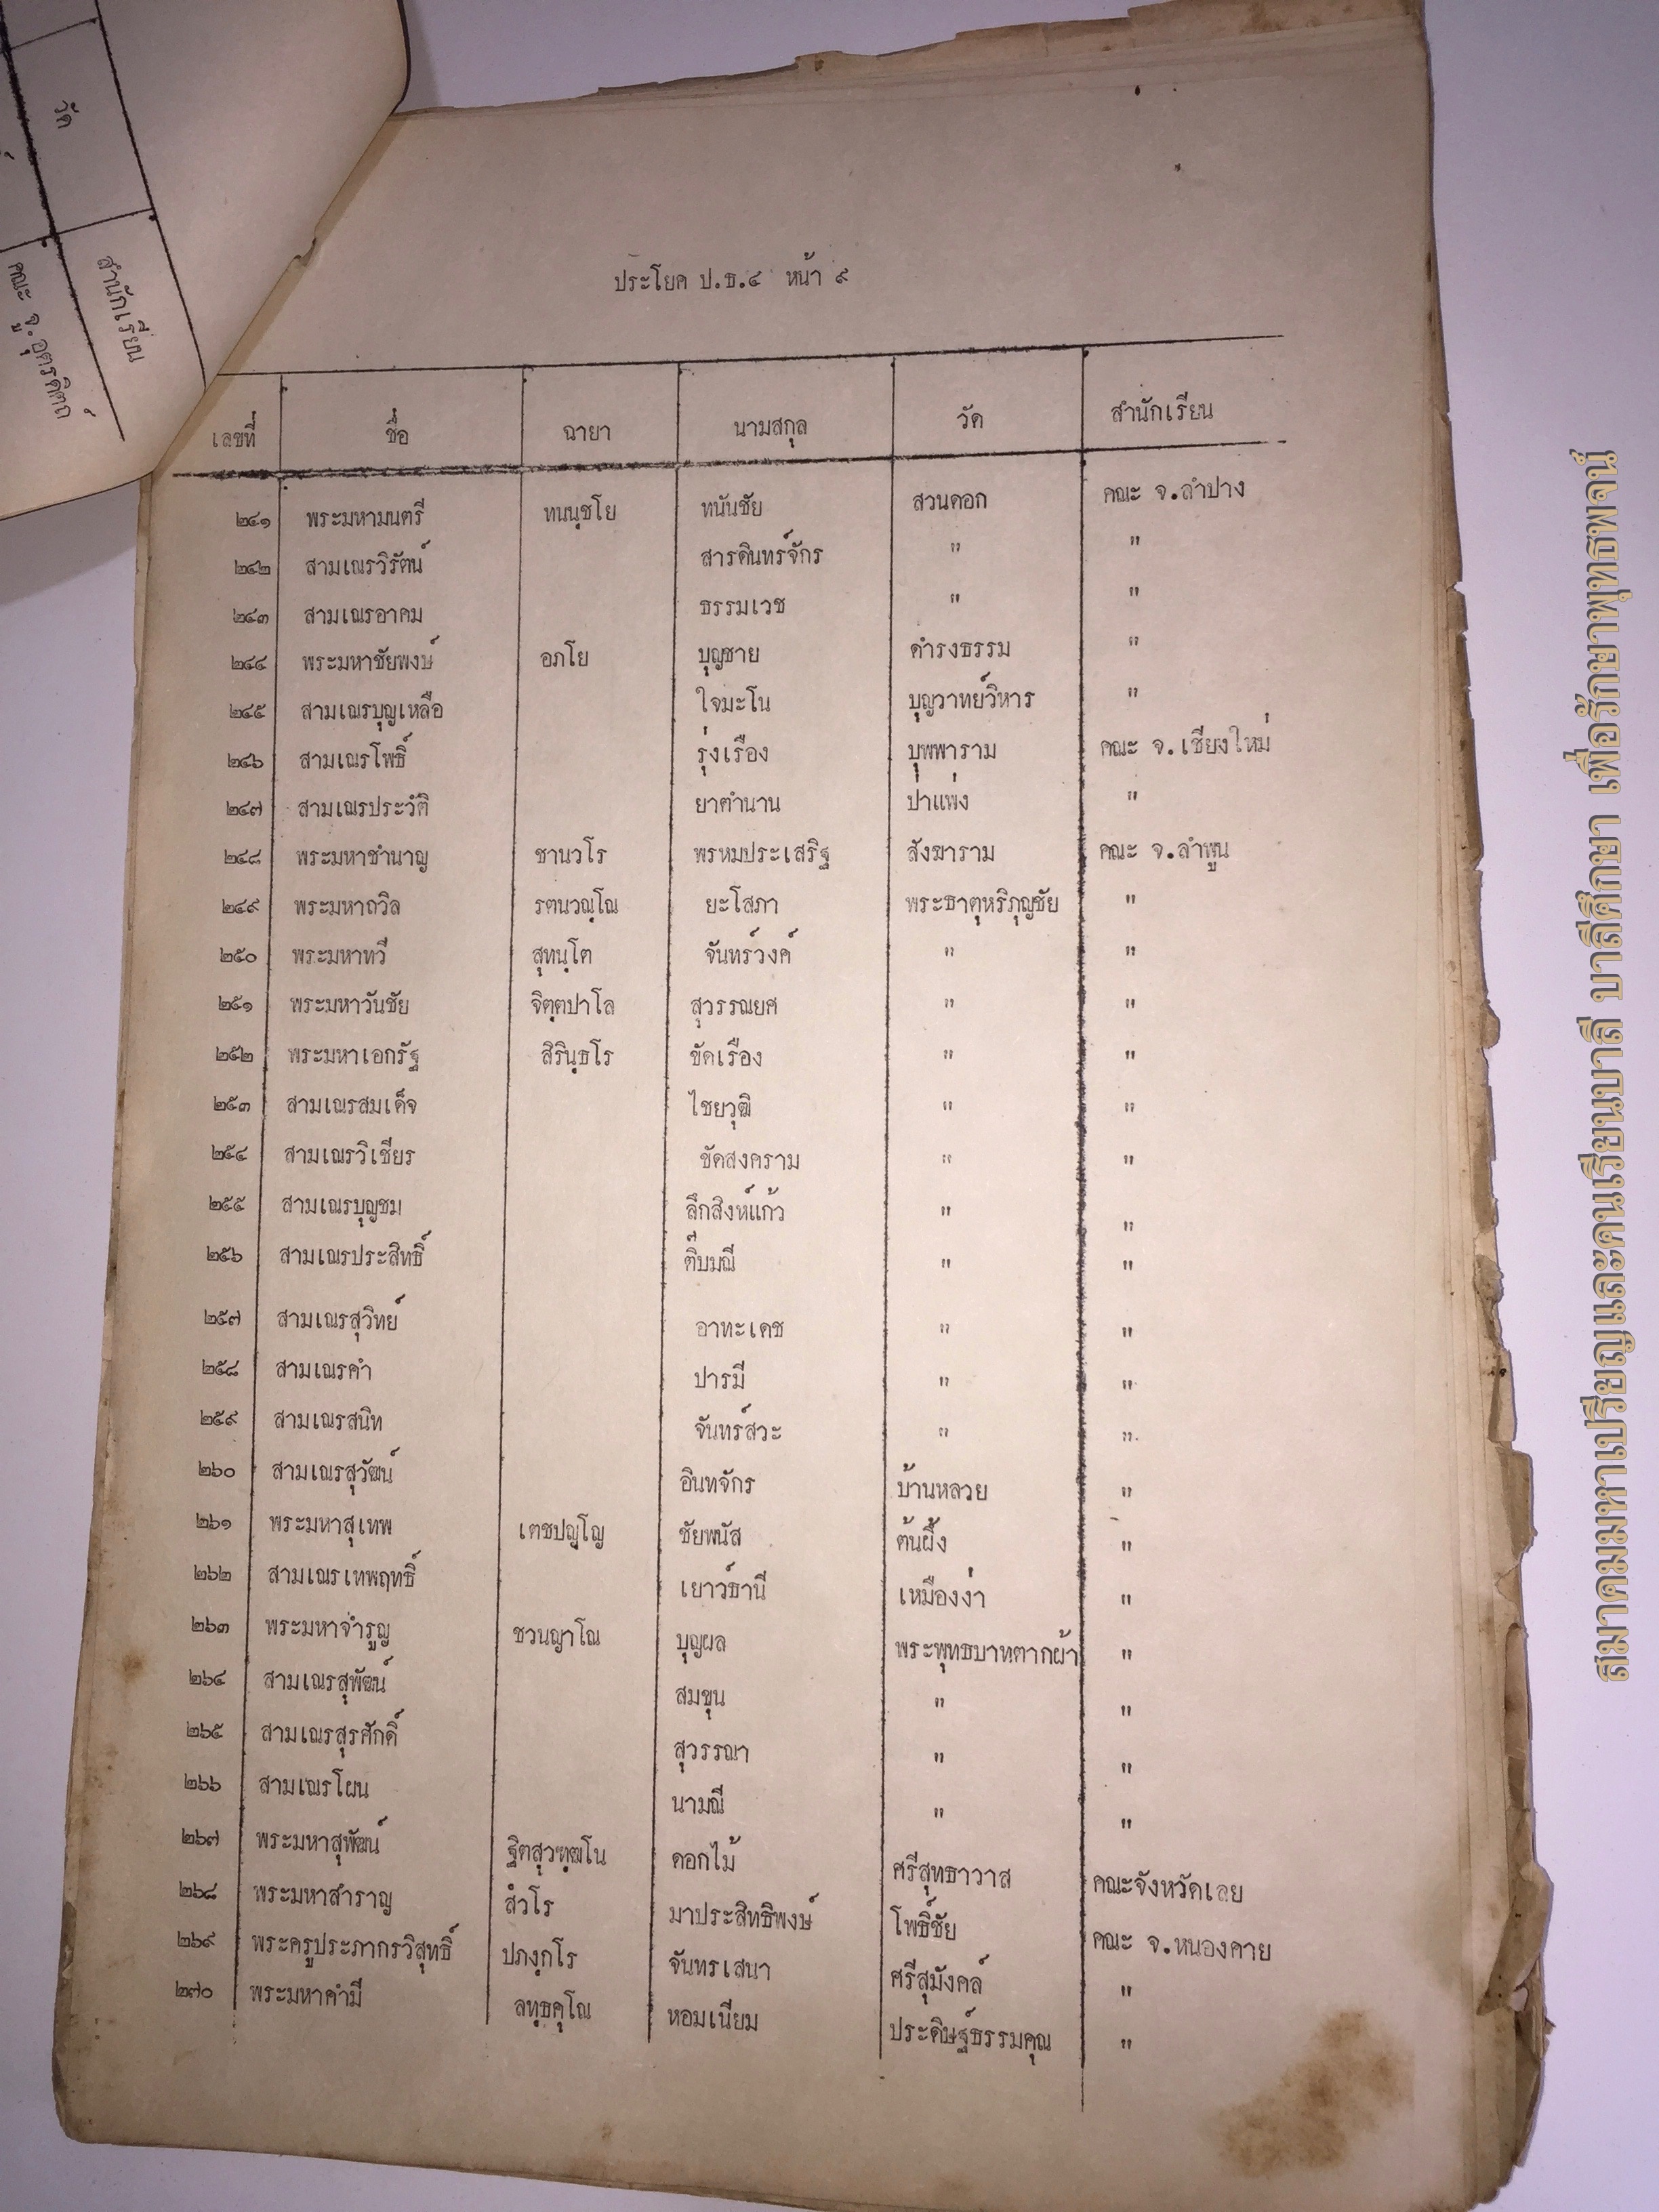 วัด
สำนักเรียน
คณะ จ.อุตรดิตถ์
ประโยค ป.ธ.๔ หน้า ๙
เลขที่ ชื่อ ฉายา นามสกุล วัด สำนักเรียน
๒๔๑ พระมหามนตรี ทนนฺชโย ทนันชัย สวนดอก คณะ จ.ลำปาง
๒๔๒ สามเณรวิรัตน์ สารดินทร์จักร " "
๒๔๓ สามเณรอาคม ธรรมเวช " "
๒๔๔ พระมหาชัยพงษ์ อภโย บุญชาย ดำรงธรรม "
๒๔๕ สามเณรบุญเหลือ ใจมะโน บุญวาทย์วิหาร "
๒๔๖ สามเณรโพธิ์ รุ่งเรือง บุพพาราม คณะ จ.เชียงใหม่
๒๔๗ สามเณรประวัติ ยาตำนาน ป่าแพ่ง "
๒๔๘ พระมหาชำนาญ ชานวโร พรหมประเสริฐ สังฆาราม คณะ จ.ลำพูน
๒๔๙ พระมหาถวิล รตนวณฺโณ ยะโสภา พระธาตุหริภุญชัย "
๒๕๐ พระมหาทวี สุทนฺโต จันทร์วงค์ " "
๒๕๑ พระมหาวันชัย จิตฺตปาโล สุวรรณยศ " "
๒๕๒ พระมหาเอกรัฐ สิรินฺธโร ขัดเรือง " "
๒๕๓ สามเณรสมเด็จ ไชยวุฒิ " "
๒๕๔ สามเณรวิเชียร ขัดสงคราม " "
๒๕๕ สามเณรบุญชม ลึกสิงห์แก้ว " "
๒๕๖ สามเณรประสิทธิ์ ติ๊บมณี " "
๒๕๗ สามเณรสุวิทย์ อาทะเดช " "
๒๕๘ สามเณรคำ ปารมี " "
๒๕๙ สามเณรสนิท จันทร์สวะ " "
๒๖๐ สามเณรสุวัฒน์ อินทจักร บ้านหลวย "
๒๖๑ พระมหาสุเทพ เตชปญฺโญ ชัยพนัส ต้นผึ้ง "
๒๖๒ สามเณรเทพฤทธิ์ เยาว์ธานี เหมืองง่า "
๒๖๓ พระมหาจำรูญ ชวนญาโณ บุญผล พระพุทธบาทตากผ้า "
๒๖๔ สามเณรสุพัฒน์ สมขุน " "
๒๖๕ สามเณรสุรศักดิ์ สุวรรณา " "
๒๖๖ สามเณรโผน นามณี " "
๒๖๗ พระมหาสุพัฒน์ ดอกไม้ ศรีสุทธาวาส คณะจังหวัดเลย
๒๖๘ พระมหาสำราญ สํวโร มาประสิทธิพงษ์ โพธิ์ชัย คณะ จ.หนองคาย
๒๖๙ พระครูประภากรวิสุทธิ์ ปภงฺกโร จันทรเสนา ศรีสุมังคล์ "
๒๗๐ พระมหาคำมี ลทฺธคุโณ หอมเนียม ประดิษฐ์ธรรมคุณ "
สมาคมมหาเปรียญและคนเรียนบาลี บาลีศึกษา เพื่อรักษาพุทธพจน์